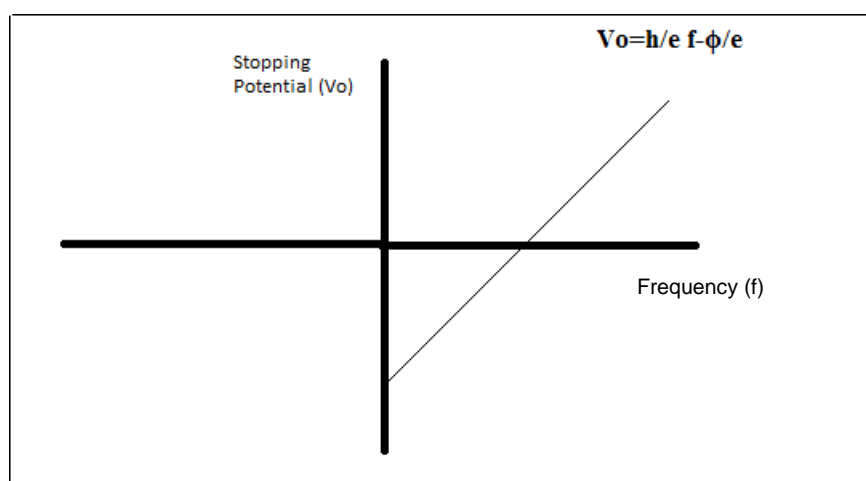 Vo=h/e f-ϕ/e
Stopping
Potential (Vo)
Frequency (f)